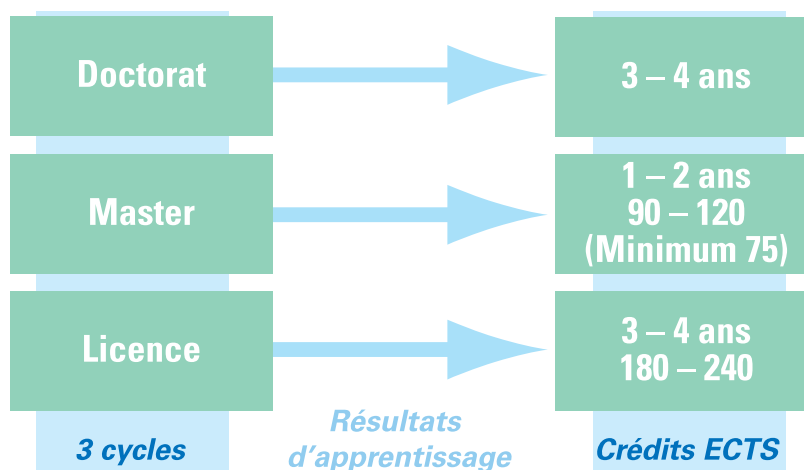 Doctorat
3 – 4 ans
Master
1 – 2 ans
90 – 120
(Minimum 75)
Licence
3 – 4 ans
180 – 240
3 cycles
Résultats
d'apprentissage
Crédits ECTS